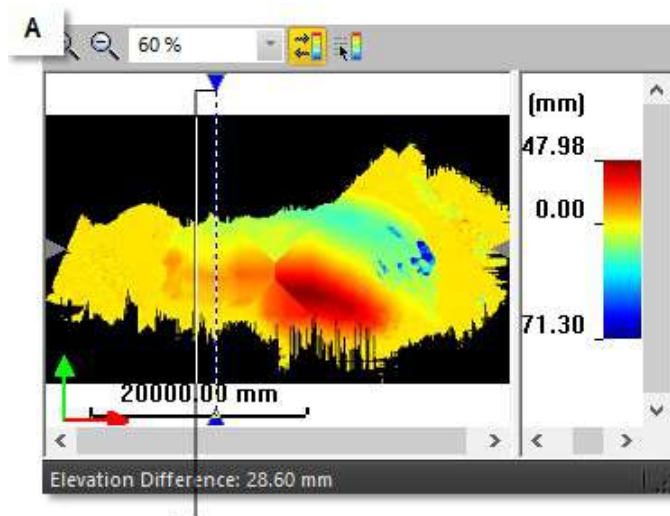 A
60 %
(mm)
47.98
0.00
71.30
20000.00 mm
Elevation Difference: 28.60 mm